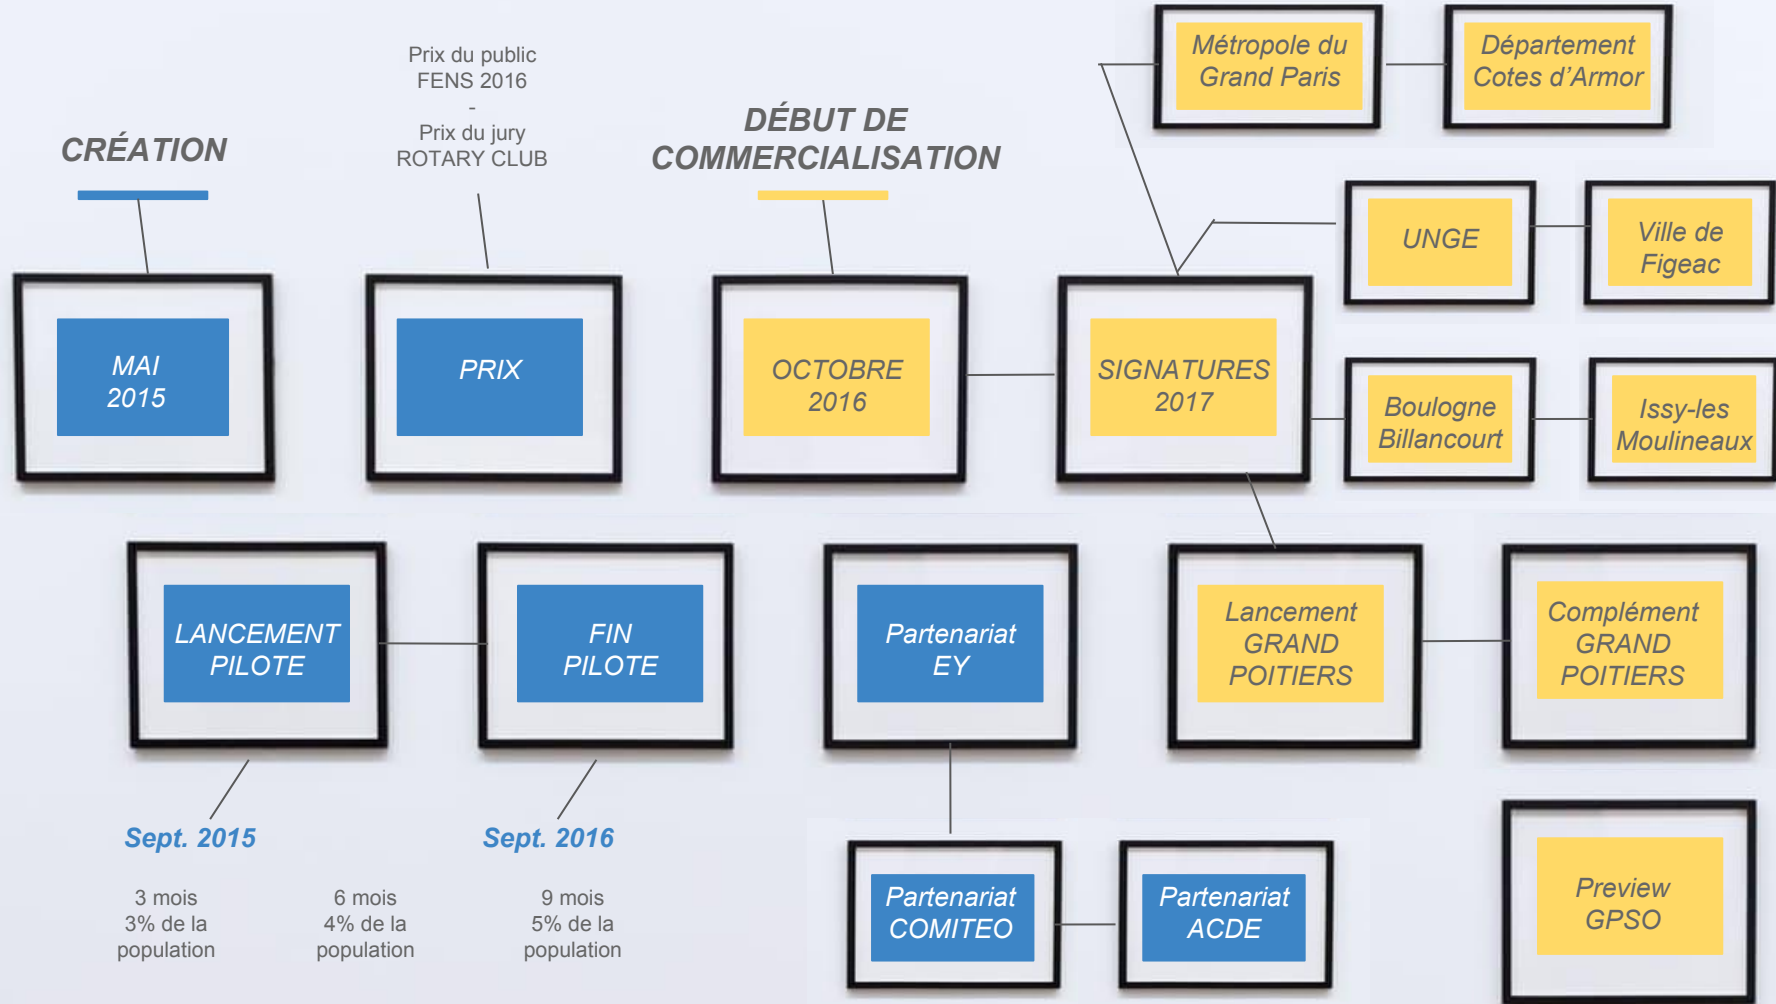 CRÉATION
Prix du public
FENS 2016
-
Prix du jury
ROTARY CLUB
DÉBUT DE
COMMERCIALISATION
Métropole du
Grand Paris
Département
Cotes d’Armor
UNGE
Ville de
Figeac
MAI
2015
PRIX
OCTOBRE
2016
SIGNATURES
2017
Boulogne
Billancourt
Issy-les
Moulineaux
LANCEMENT
PILOTE
FIN
PILOTE
Partenariat
EY
Lancement
GRAND
POITIERS
Complément
GRAND
POITIERS
Sept. 2015
Sept. 2016
3 mois
3% de la
population
6 mois
4% de la
population
9 mois
5% de la
population
Partenariat
COMITEO
Partenariat
ACDE
Preview
GPSO